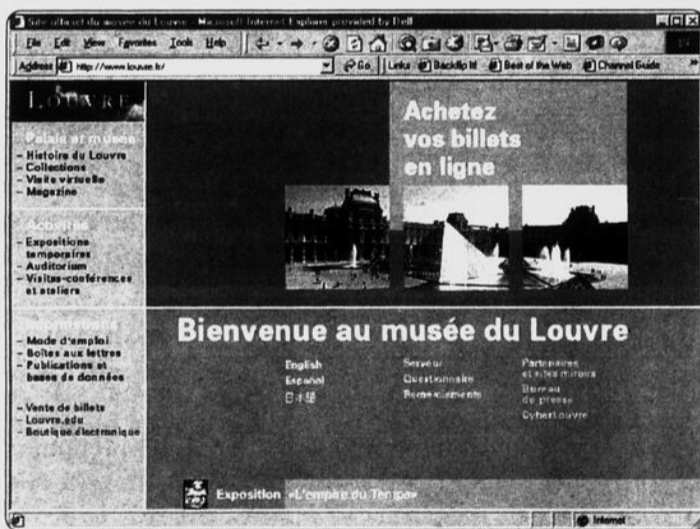 Site officiel du musee du Louvre - Microsoft Internet Explorer provided by Dell
File Edit View Favorites Tools Help
Address http://www.louvre.fr/ Go Links Backflip It! Best of the Web Channel Guide
LOUVRE
Palais et musée
- Histoire du Louvre
- Collections
- Visite virtuelle
- Magazine
Activités
- Expositions
temporaires
- Auditorium
- Visites-conférences
et ateliers
- Mode d'emploi
- Boîtes aux lettres
- Publications et
bases de données
- Vente de billets
- Louvre.edu
- Boutique électronique
Achetez
vos billets
en ligne
Bienvenue au musée du Louvre
English
Español
日本語
Serveur
Questionnaire
Remerciements
Partenaires
et sites miroirs
Bureau
de presse
CyberLouvre
Exposition «L'empire du Temps»
Internet